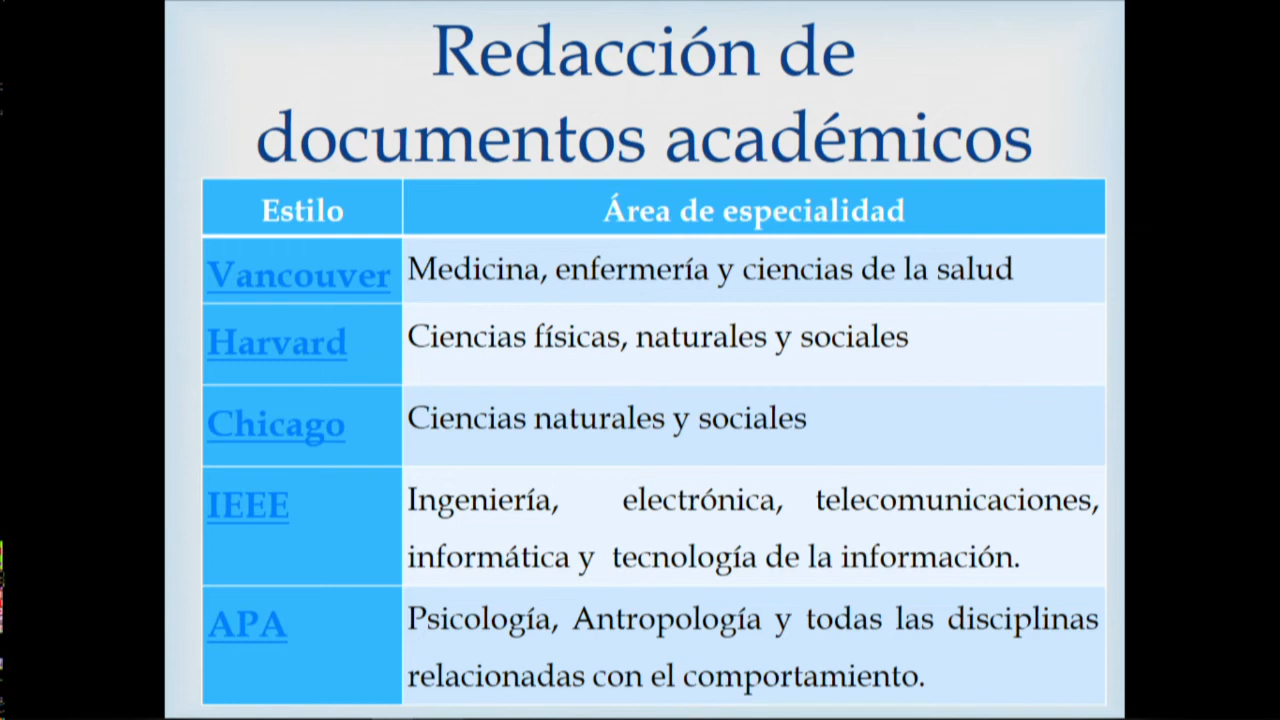 Redacción de
documentos académicos
Estilo
Área de especialidad
Vancouver
Medicina, enfermería y ciencias de la salud
Harvard
Ciencias físicas, naturales y sociales
Chicago
Ciencias naturales y sociales
IEEE
Ingeniería, electrónica, telecomunicaciones,
informática y tecnología de la información.
APA
Psicología, Antropología y todas las disciplinas
relacionadas con el comportamiento.